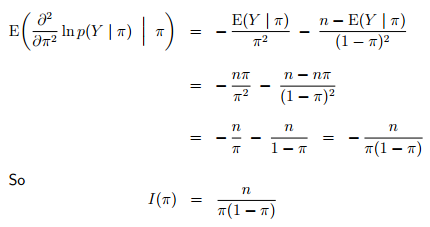 E(∂²/∂π² ln p(Y | π) | π) = − E(Y | π)/π² − (n − E(Y | π))/(1 − π)²
= − nπ/π² − (n − nπ)/(1 − π)²
= − n/π − n/(1 − π) = − n/(π(1 − π))
So
I(π) = n/(π(1 − π))